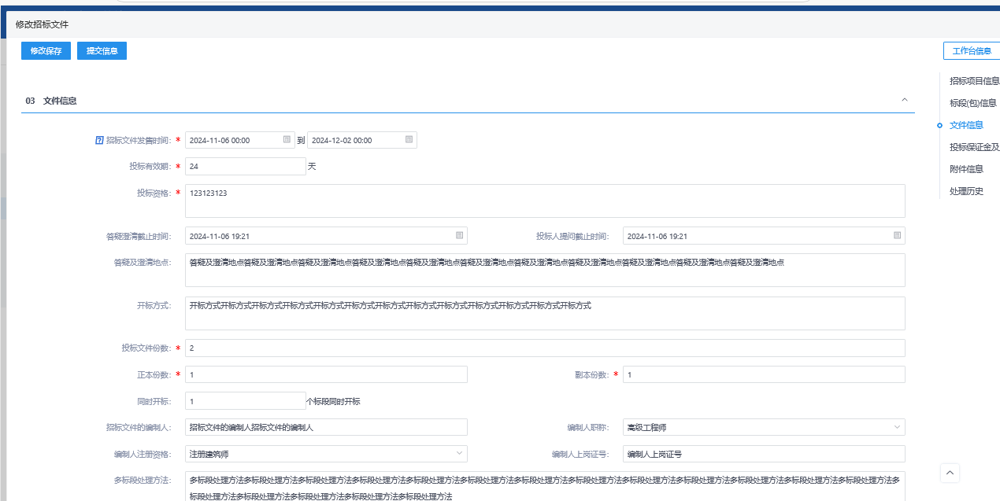 修改招标文件
修改保存 提交信息
工作台信息
招标项目信息
标段(包)信息
文件信息
投标保证金及
附件信息
处理历史
03 文件信息
招标文件发售时间: * 2024-11-06 00:00 到 2024-12-02 00:00
投标有效期: * 24 天
投标资格: * 123123123
答疑澄清截止时间: 2024-11-06 19:21 投标人提问截止时间: 2024-11-06 19:21
答疑及澄清地点: 答疑及澄清地点答疑及澄清地点答疑及澄清地点答疑及澄清地点答疑及澄清地点答疑及澄清地点答疑及澄清地点答疑及澄清地点答疑及澄清地点答疑及澄清地点答疑及澄清地点
开标方式: 开标方式开标方式开标方式开标方式开标方式开标方式开标方式开标方式开标方式开标方式开标方式开标方式开标方式
投标文件份数: * 2
正本份数: * 1 副本份数: * 1
同时开标: 1 个标段同时开标
招标文件的编制人: 招标文件的编制人招标文件的编制人 编制人职称: 高级工程师
编制人注册资格: 注册建筑师 编制人上岗证号: 编制人上岗证号
多标段处理方法: 多标段处理方法多标段处理方法多标段处理方法多标段处理方法多标段处理方法多标段处理方法多标段处理方法多标段处理方法多标段处理方法多标段处理方法多标段处理方法多标段处理方法多标段处理方法多
标段处理方法多标段处理方法多标段处理方法多标段处理方法多标段处理方法